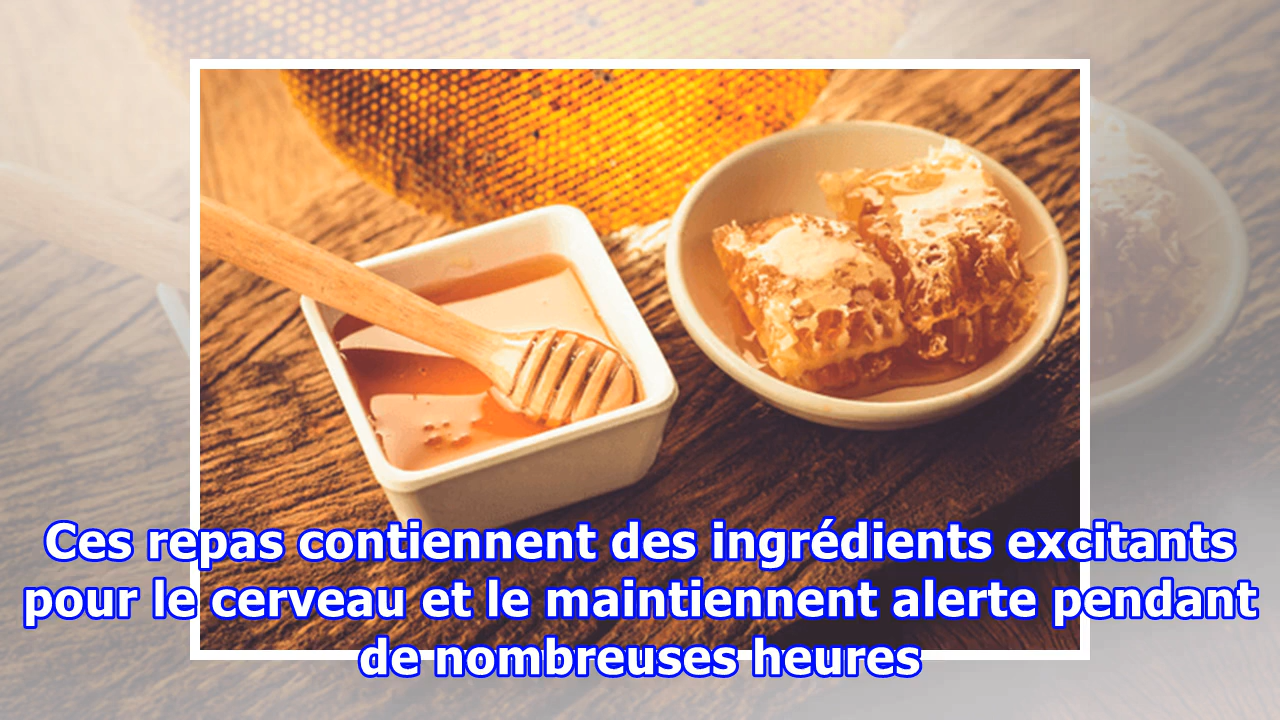 Ces repas contiennent des ingrédients excitants
pour le cerveau et le maintiennent alerte pendant
de nombreuses heures